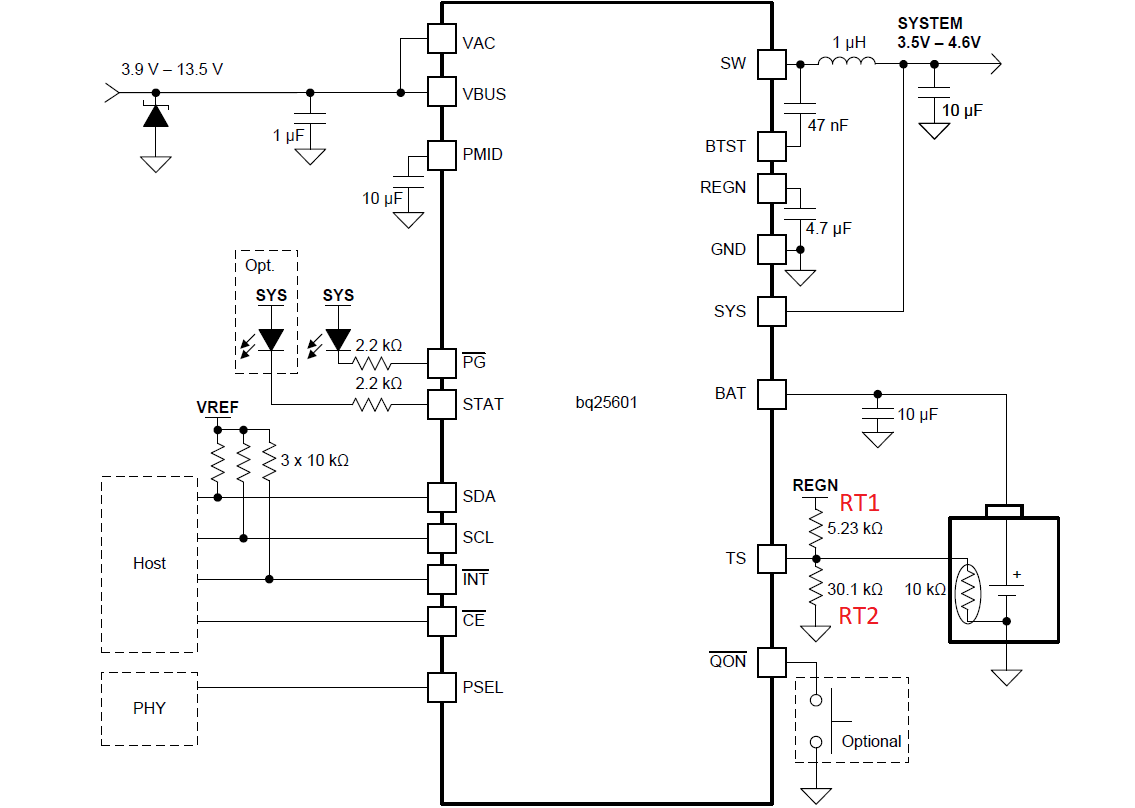 SYSTEM
3.5V – 4.6V
1 µH
VAC
SW
3.9 V – 13.5 V
VBUS
10 µF
47 nF
1 µF
BTST
PMID
REGN
10 µF
4.7 µF
GND
Opt.
SYS
SYS
SYS
2.2 kΩ
PG
2.2 kΩ
BAT
STAT
bq25601
VREF
10 µF
3 x 10 kΩ
REGN
RT1
SDA
5.23 kΩ
SCL
TS
Host
INT
+
30.1 kΩ
10 kΩ
RT2
CE
QON
PSEL
PHY
Optional